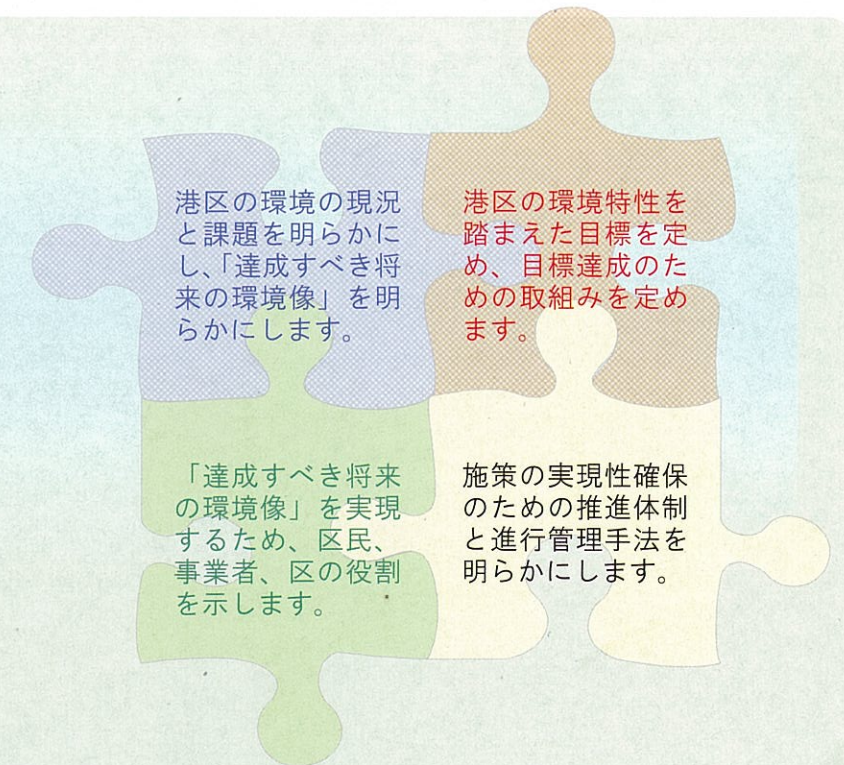 港区の環境の現況
と課題を明らかに
し、「達成すべき将
来の環境像」を明
らかにします。
港区の環境特性を
踏まえた目標を定
め、目標達成のた
めの取組みを定め
ます。
「達成すべき将来
の環境像」を実現
するため、区民、
事業者、区の役割
を示します。
施策の実現性確保
のための推進体制
と進行管理手法を
明らかにします。